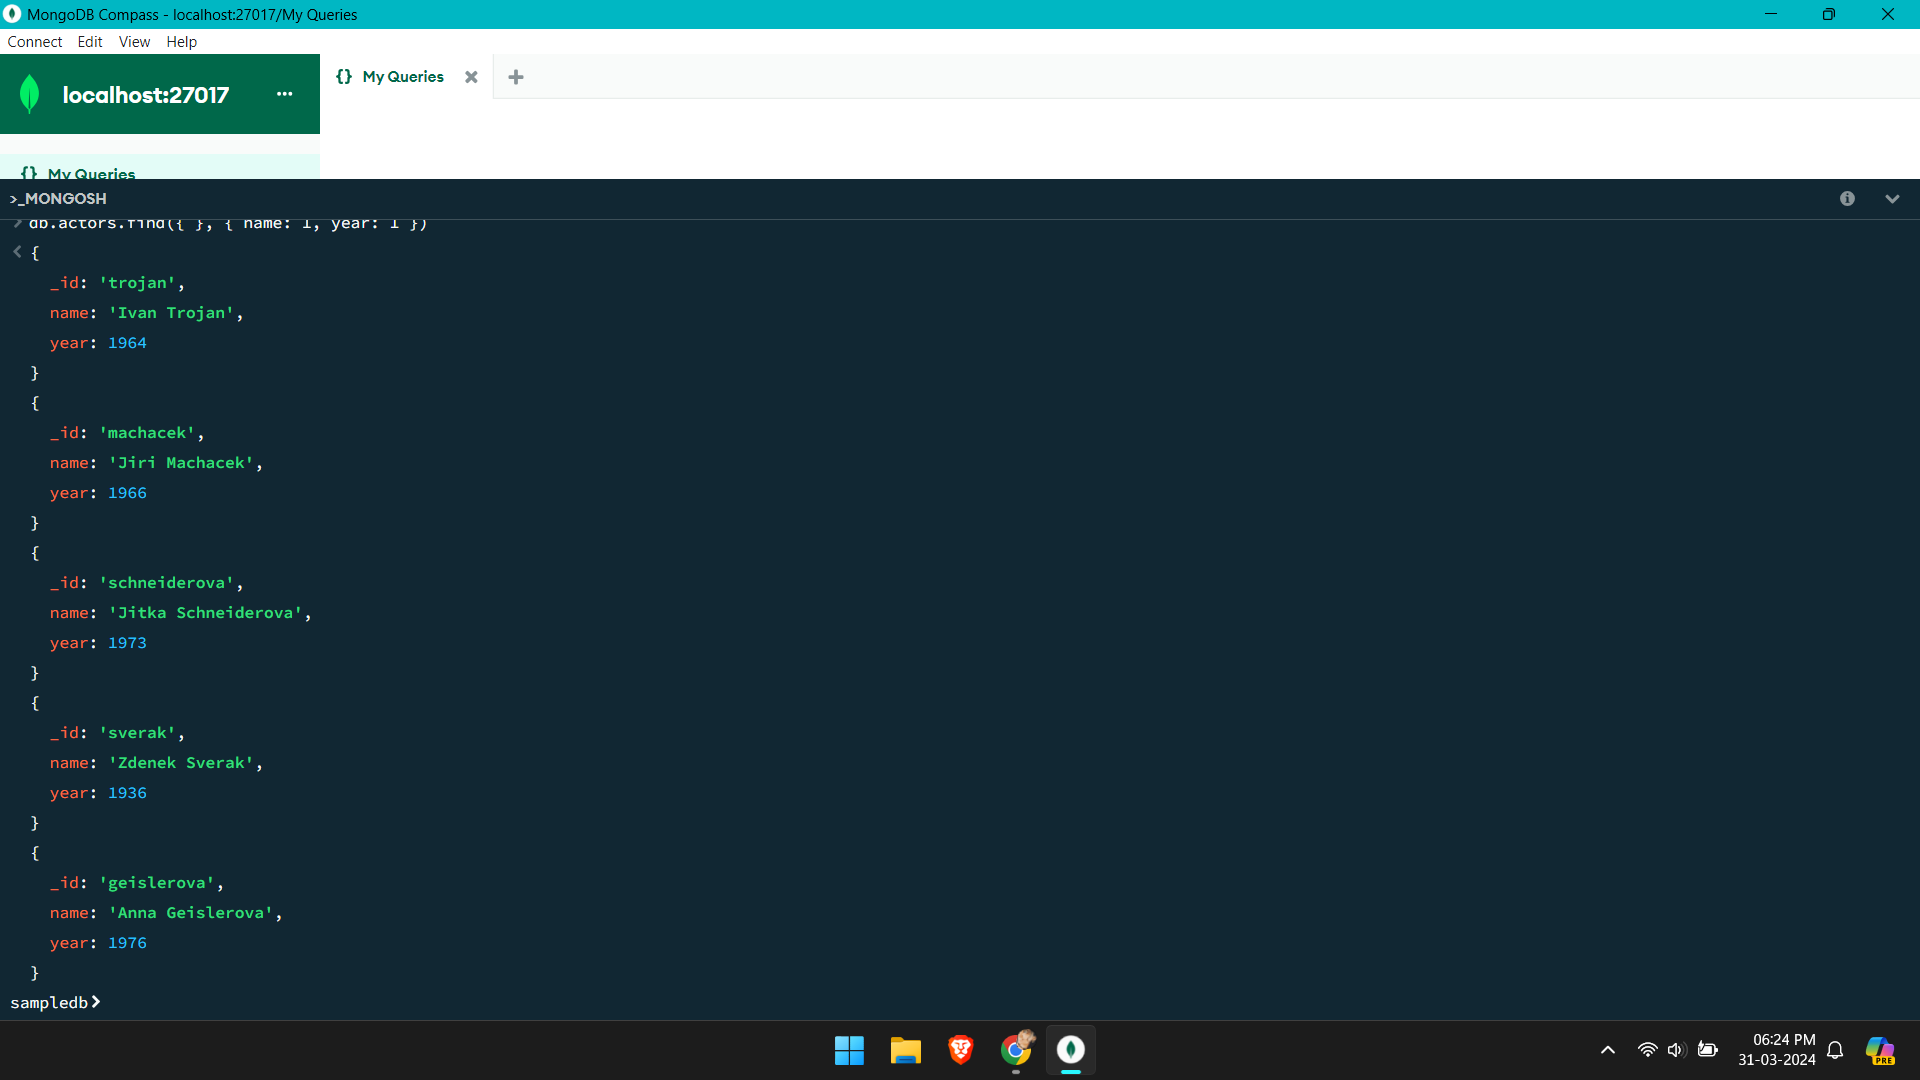 MongoDB Compass - localhost:27017/My Queries
Connect Edit View Help
localhost:27017 ...
{} My Queries
{} My Queries
>_MONGOSH
> db.actors.find({ }, { name: 1, year: 1 })
< {
_id: 'trojan',
name: 'Ivan Trojan',
year: 1964
}
{
_id: 'machacek',
name: 'Jiri Machacek',
year: 1966
}
{
_id: 'schneiderova',
name: 'Jitka Schneiderova',
year: 1973
}
{
_id: 'sverak',
name: 'Zdenek Sverak',
year: 1936
}
{
_id: 'geislerova',
name: 'Anna Geislerova',
year: 1976
}
sampledb>
06:24 PM
31-03-2024
PRE